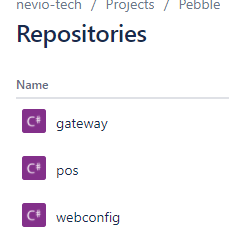 nevio-tech / Projects / Pebble
Repositories
Name
C# gateway
C# pos
C# webconfig